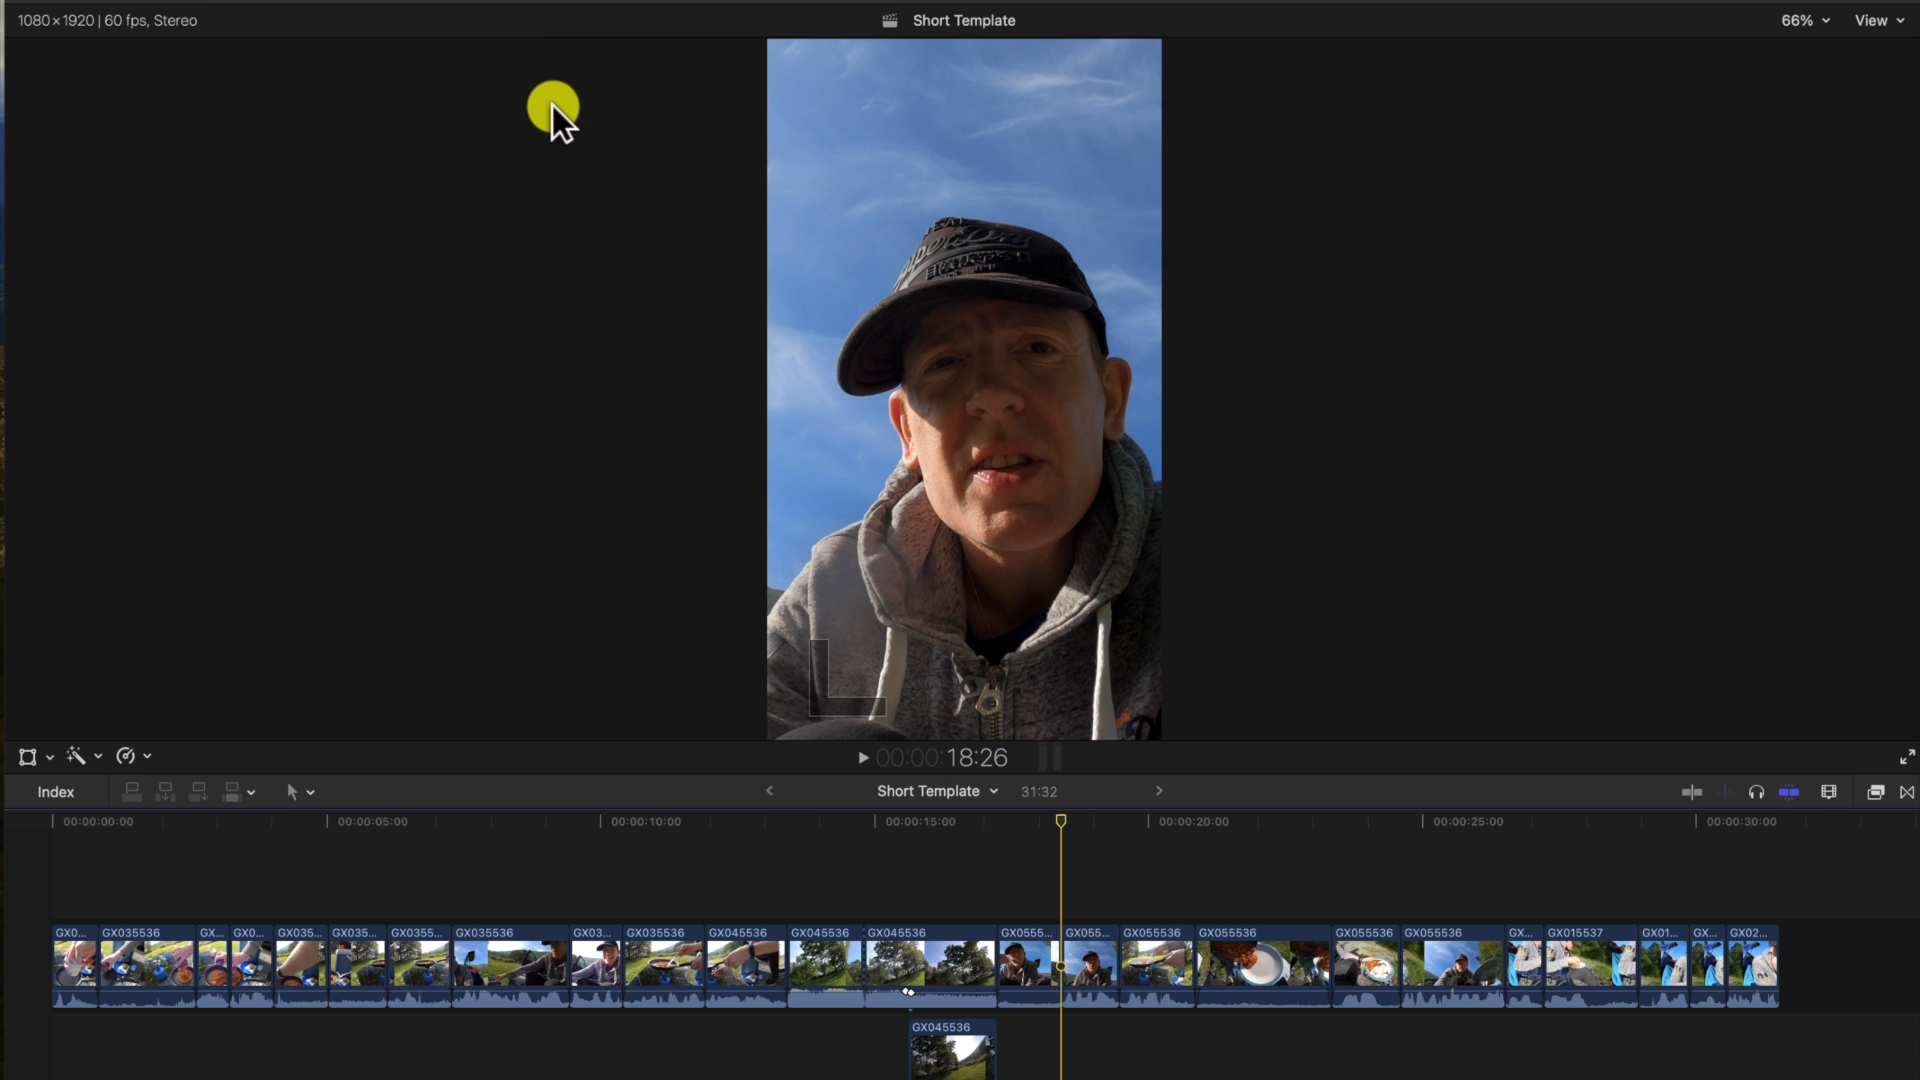 1080×1920 | 60 fps, Stereo
Short Template
66%
View
00:00:00:18:26
Index
Short Template
31:32
00:00:00:00
00:00:05:00
00:00:10:00
00:00:15:00
00:00:20:00
00:00:25:00
00:00:30:00
GX0... GX035536 GX... GX0... GX035... GX035... GX0355... GX035536 GX03... GX035536 GX045536 GX045536 GX045536 GX0555... GX055... GX055536 GX055536 GX055536 GX055536 GX... GX015537 GX01... GX... GX02...
GX045536